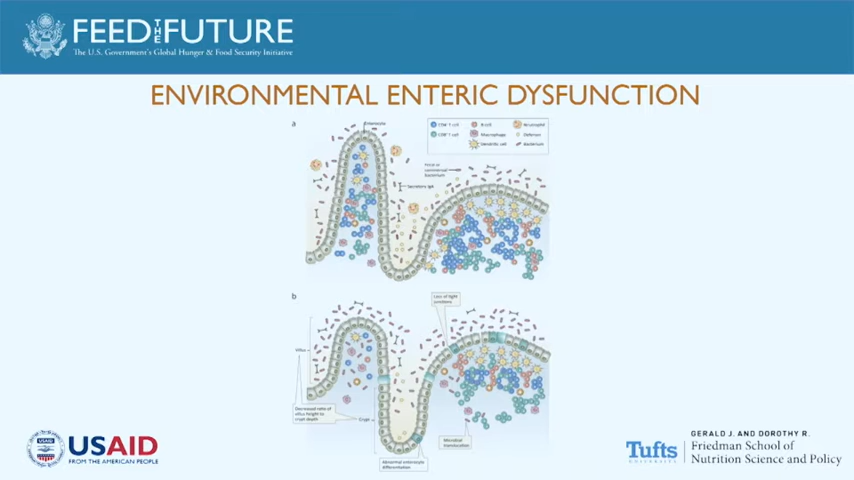 FEED THE FUTURE
The U.S. Government's Global Hunger & Food Security Initiative
ENVIRONMENTAL ENTERIC DYSFUNCTION
a
Enterocyte
CD4+ T cell
B cell
Neutrophil
CD8+ T cell
Macrophage
Defensin
Dendritic cell
Bacterium
commensal
bacterium
Secretory IgA
b
Loss of tight
junctions
Villus
Decreased ratio of
villus height to
crypt depth
Crypt
Microbial
translocation
Abnormal enterocyte
differentiation
USAID
FROM THE AMERICAN PEOPLE
Tufts
UNIVERSITY
GERALD J. AND DOROTHY R.
Friedman School of
Nutrition Science and Policy